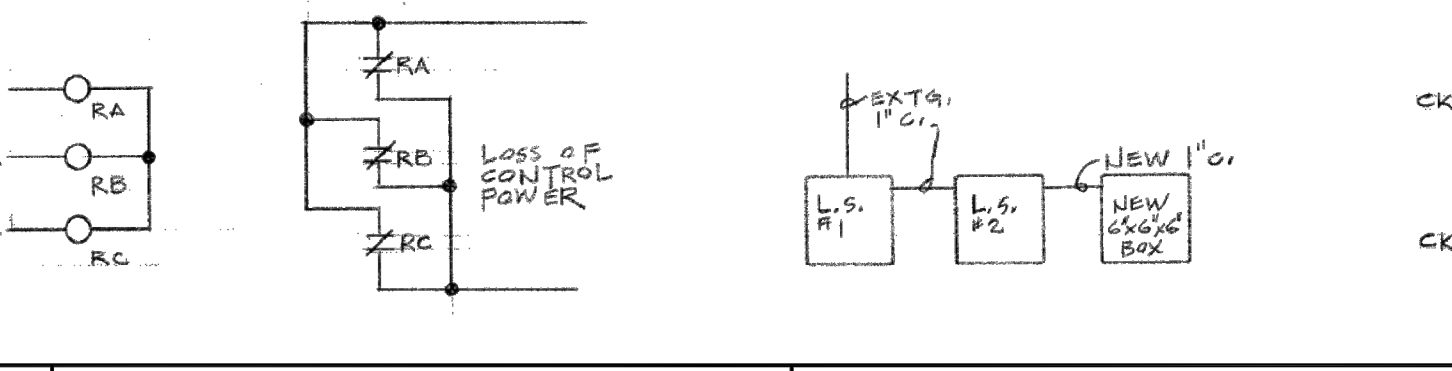 RA
RB
RC
RA
RB
RC
LOSS OF
CONTROL
POWER
EXTG.
1" C.
L.S.
#1
L.S.
#2
NEW 1" C.
NEW
6"x6"x6"
BOX
CK
CK